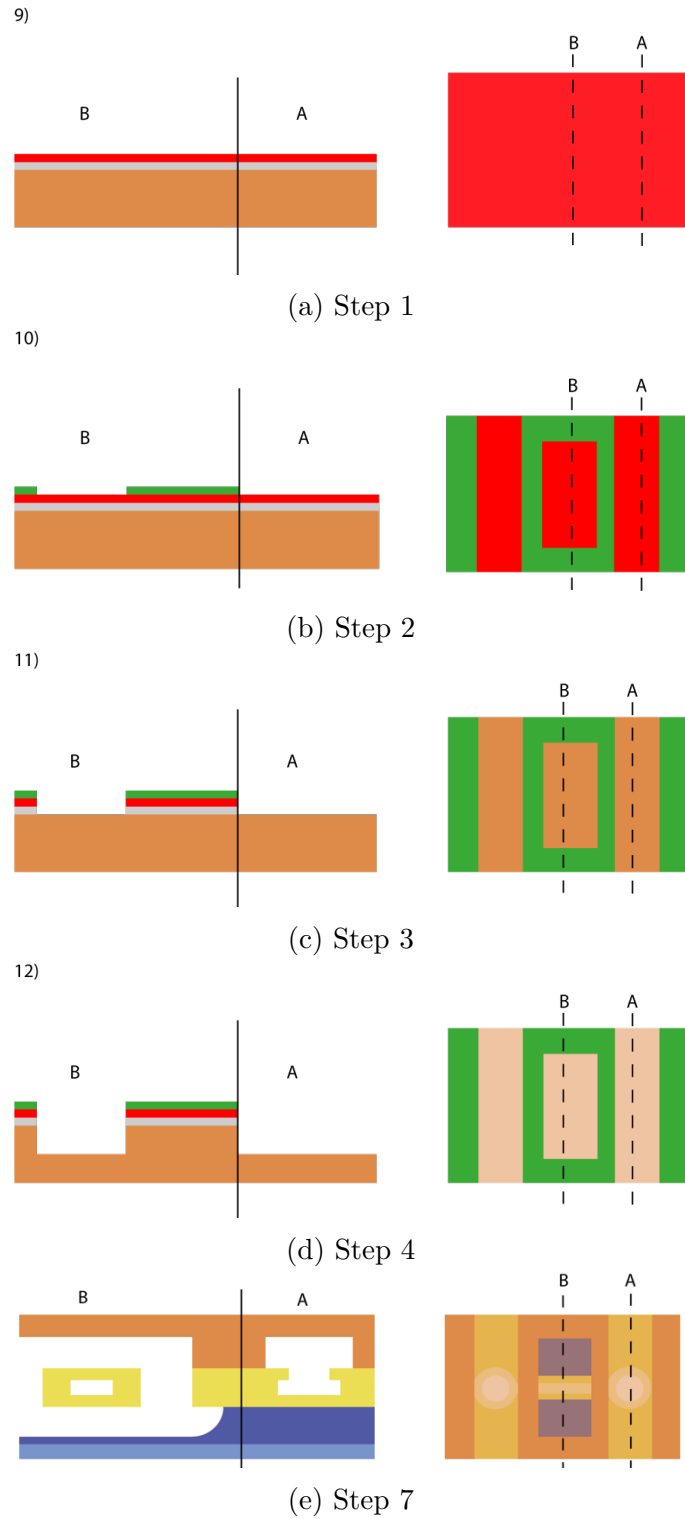 9)
B A
B A
(a) Step 1
10)
B A
B A
(b) Step 2
11)
B A
B A
(c) Step 3
12)
B A
B A
(d) Step 4
B A
B A
(e) Step 7